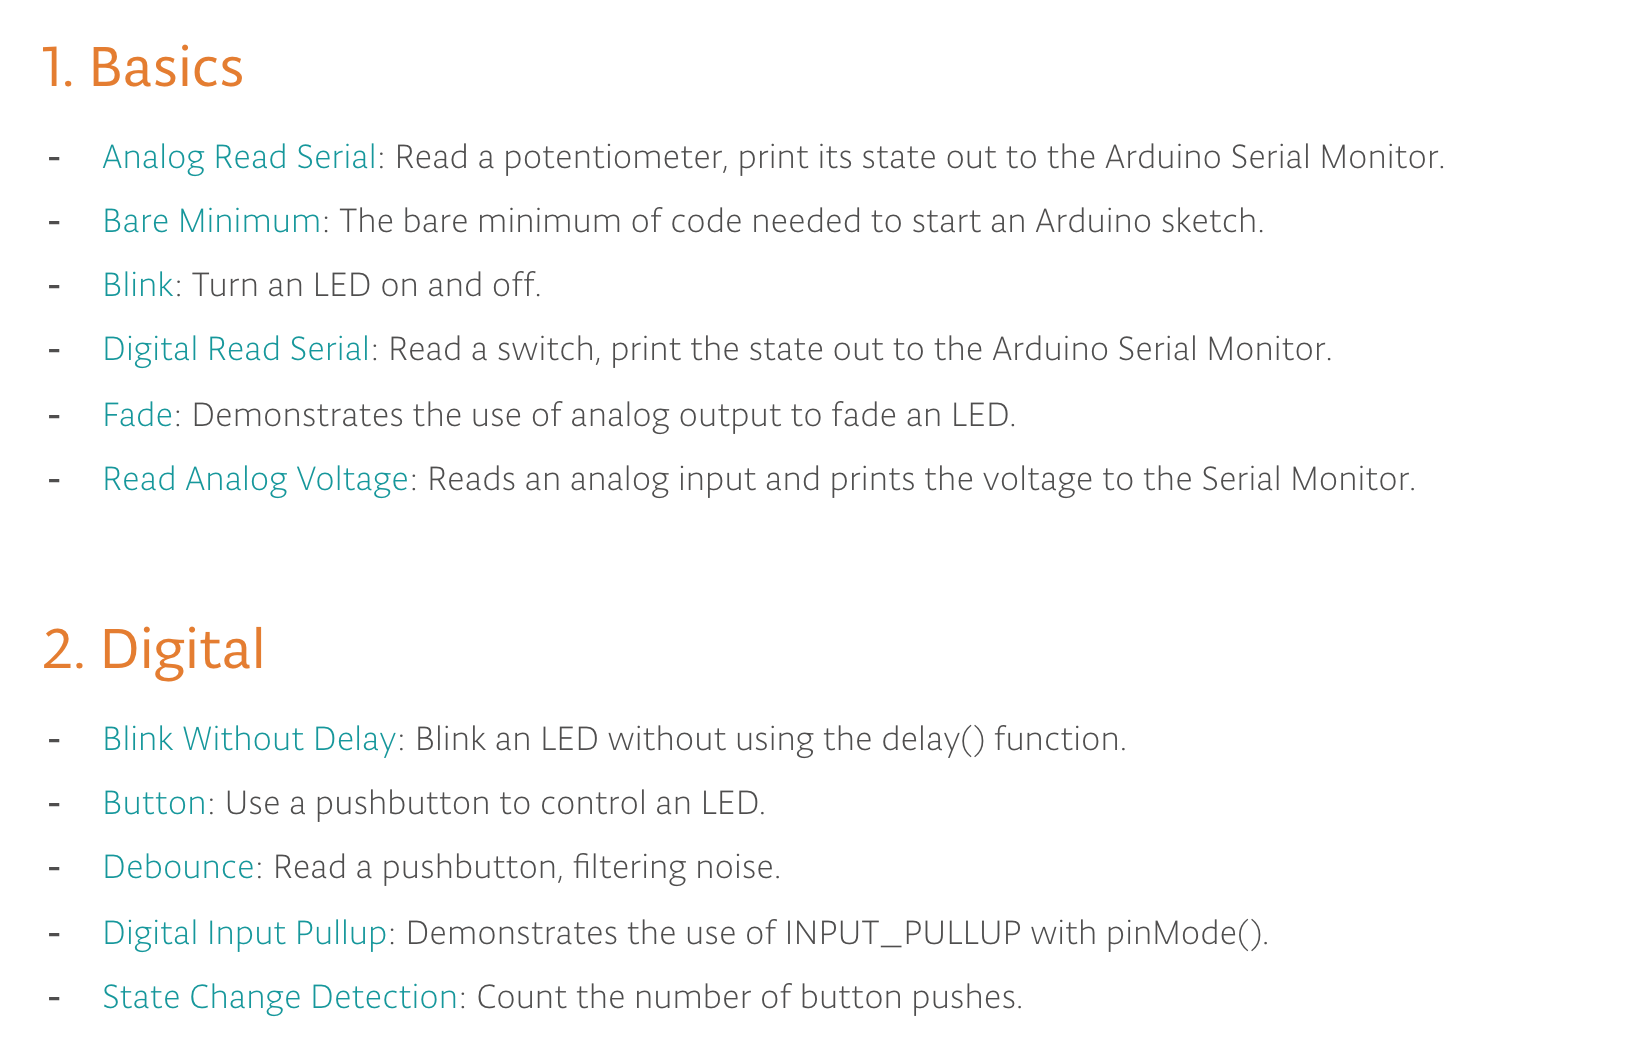 1. Basics
- Analog Read Serial: Read a potentiometer, print its state out to the Arduino Serial Monitor.
- Bare Minimum: The bare minimum of code needed to start an Arduino sketch.
- Blink: Turn an LED on and off.
- Digital Read Serial: Read a switch, print the state out to the Arduino Serial Monitor.
- Fade: Demonstrates the use of analog output to fade an LED.
- Read Analog Voltage: Reads an analog input and prints the voltage to the Serial Monitor.
2. Digital
- Blink Without Delay: Blink an LED without using the delay() function.
- Button: Use a pushbutton to control an LED.
- Debounce: Read a pushbutton, filtering noise.
- Digital Input Pullup: Demonstrates the use of INPUT_PULLUP with pinMode().
- State Change Detection: Count the number of button pushes.